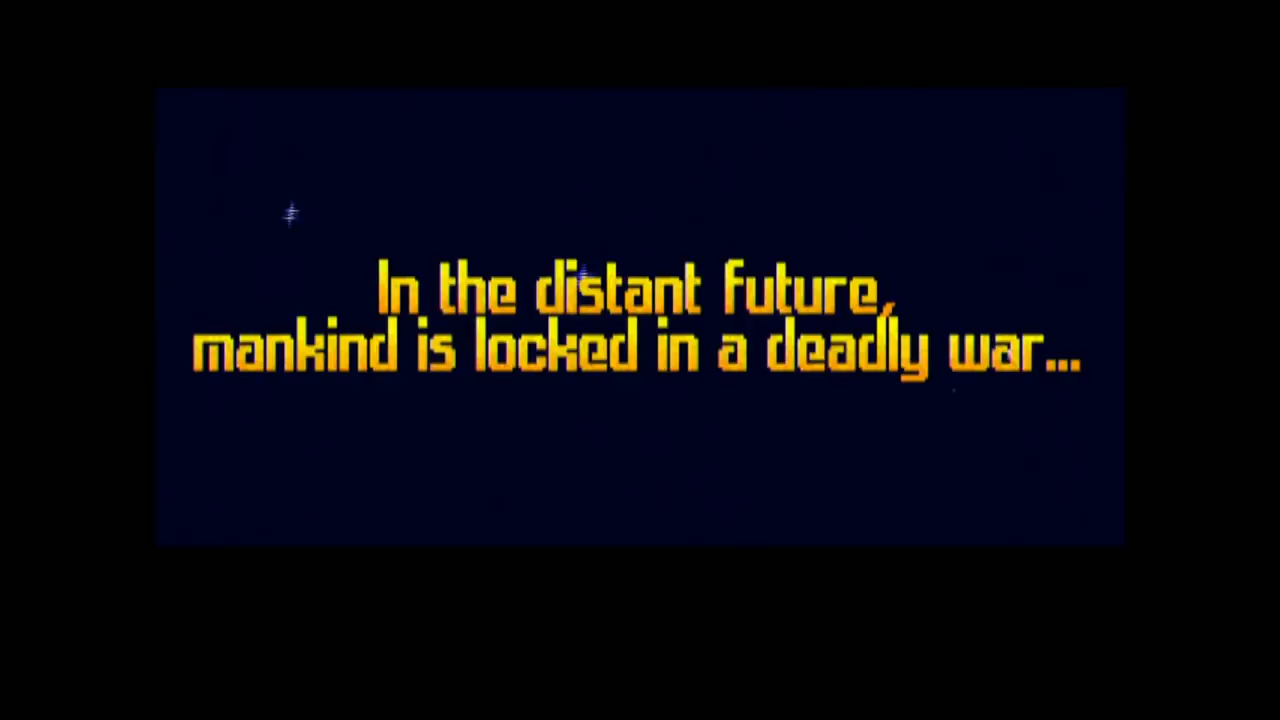 In the distant future,
mankind is locked in a deadly war...